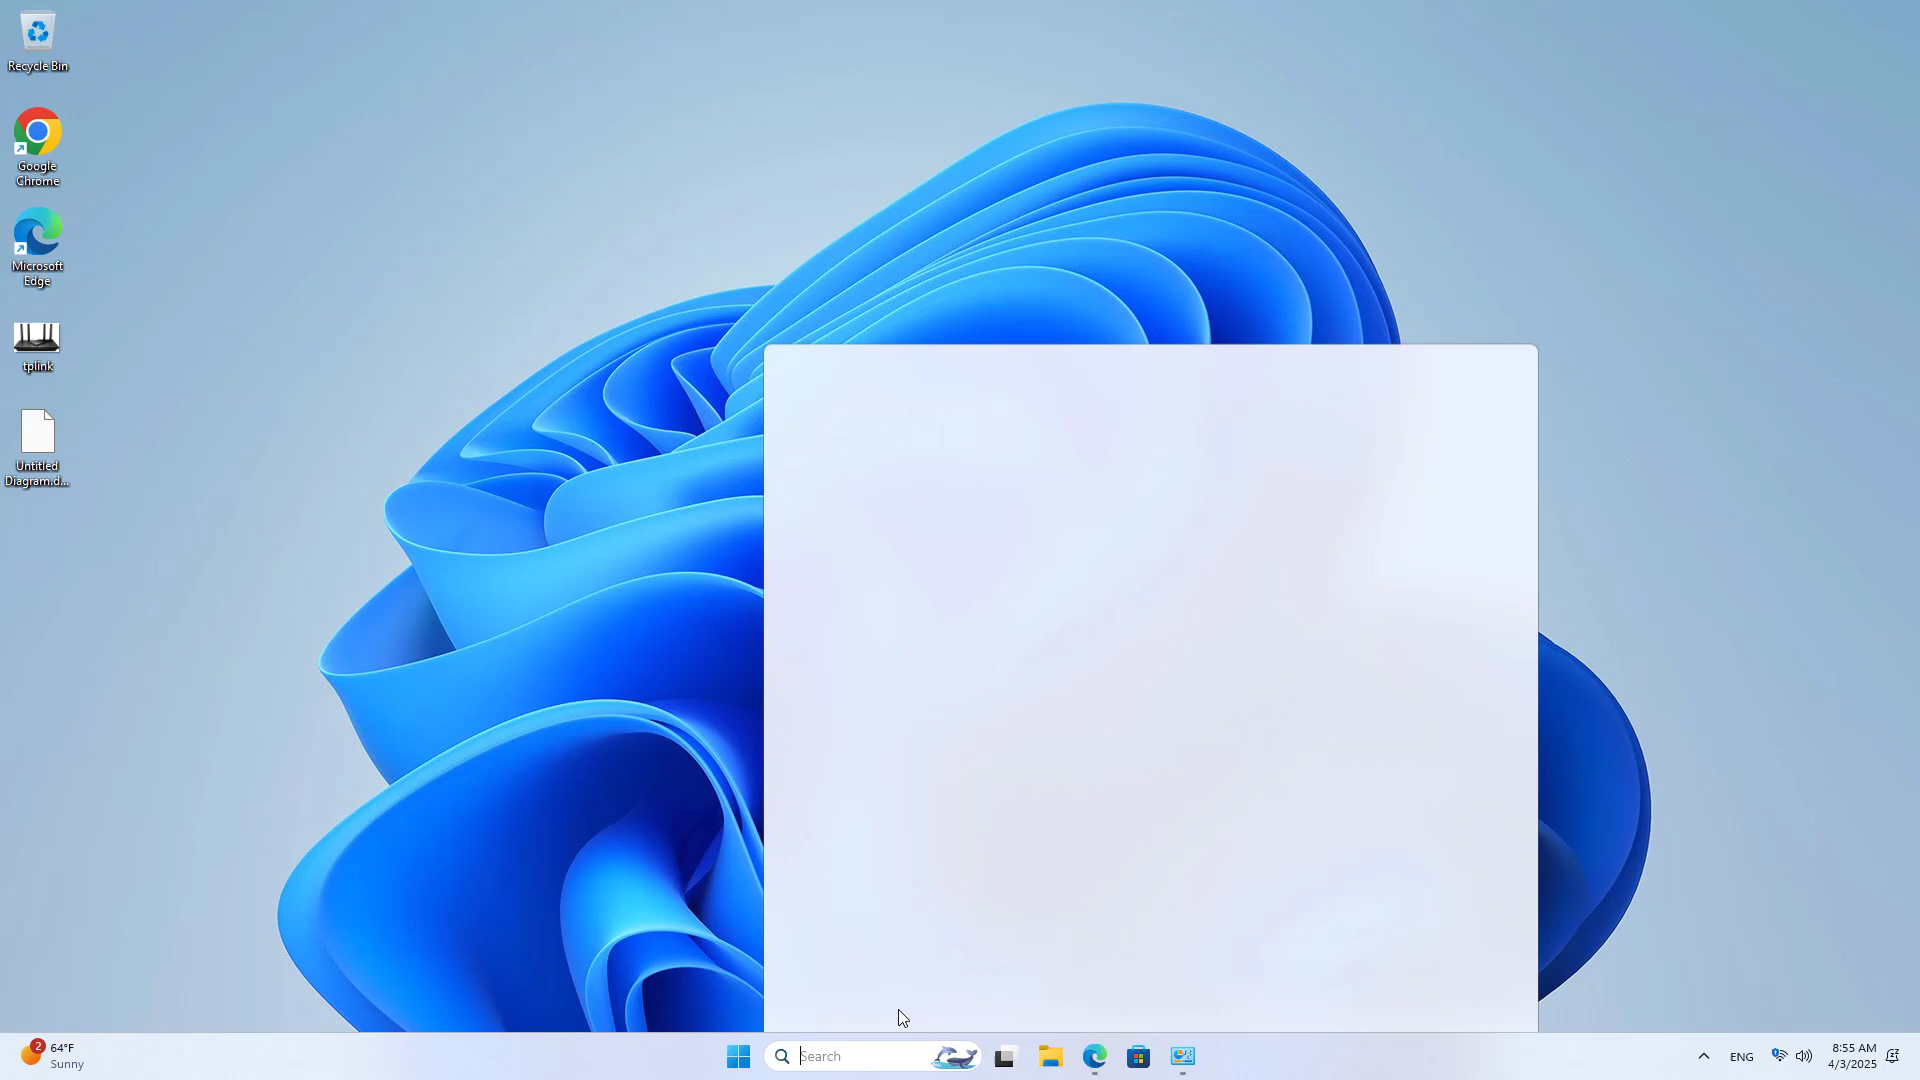 Recycle Bin
Google
Chrome
Microsoft
Edge
tplink
Untitled
Diagram.d...
2
64°F
Sunny
Search
ENG
8:55 AM
4/3/2025